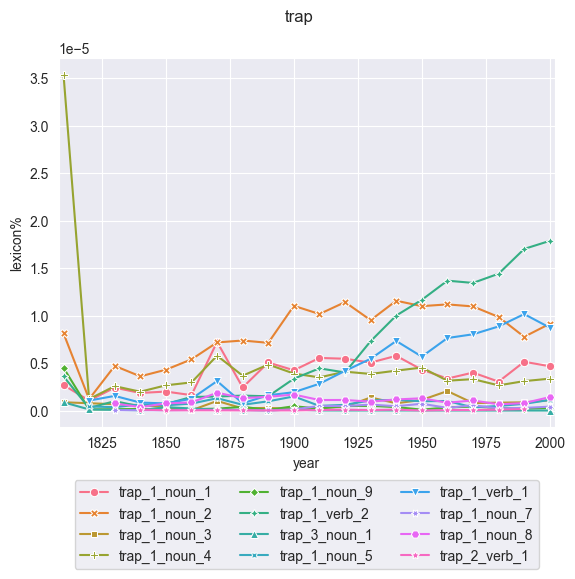 trap
1e−5
3.5
3.0
2.5
2.0
1.5
1.0
0.5
0.0
lexicon%
1825 1850 1875 1900 1925 1950 1975 2000
year
trap_1_noun_1 trap_1_noun_9 trap_1_verb_1
trap_1_noun_2 trap_1_verb_2 trap_1_noun_7
trap_1_noun_3 trap_3_noun_1 trap_1_noun_8
trap_1_noun_4 trap_1_noun_5 trap_2_verb_1